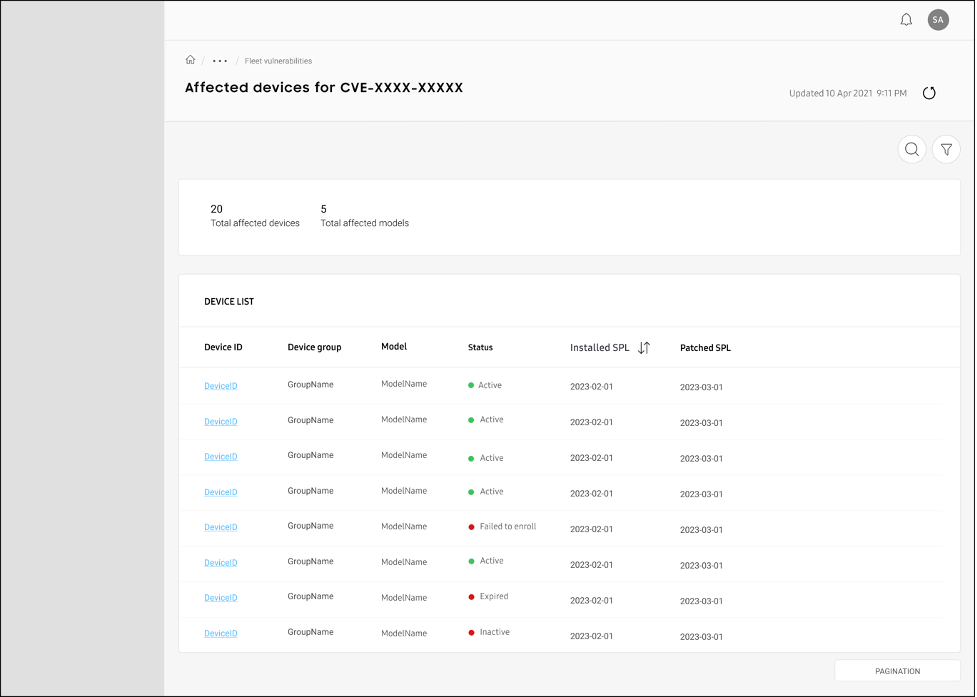 SA
/ ••• / Fleet vulnerabilities
Affected devices for CVE-XXXX-XXXXX
Updated 10 Apr 2021 9:11 PM
20 5
Total affected devices Total affected models
DEVICE LIST
Device ID Device group Model Status Installed SPL Patched SPL
DeviceID GroupName ModelName Active 2023-02-01 2023-03-01
DeviceID GroupName ModelName Active 2023-02-01 2023-03-01
DeviceID GroupName ModelName Active 2023-02-01 2023-03-01
DeviceID GroupName ModelName Active 2023-02-01 2023-03-01
DeviceID GroupName ModelName Failed to enroll 2023-02-01 2023-03-01
DeviceID GroupName ModelName Active 2023-02-01 2023-03-01
DeviceID GroupName ModelName Expired 2023-02-01 2023-03-01
DeviceID GroupName ModelName Inactive 2023-02-01 2023-03-01
PAGINATION